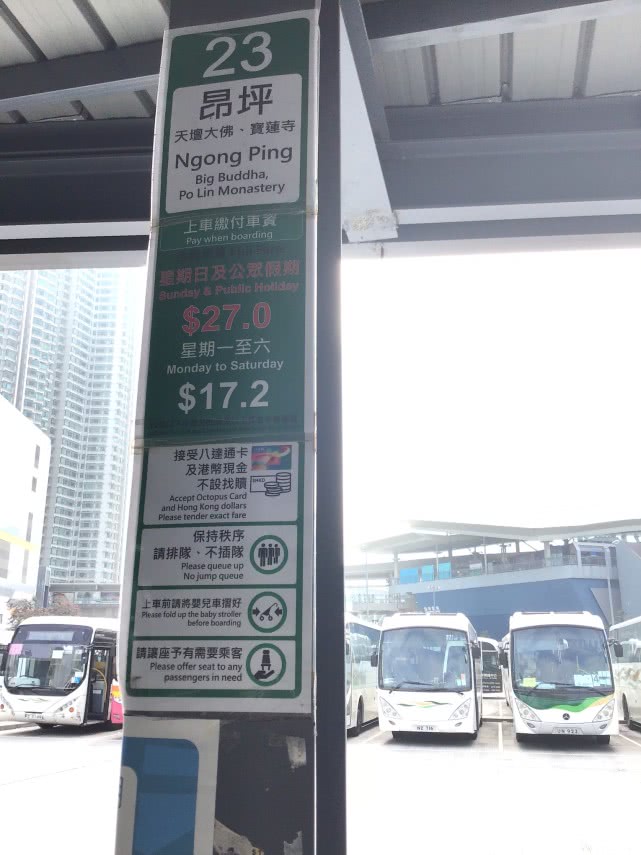 23
昂坪
天壇大佛、寶蓮寺
Ngong Ping
Big Buddha,
Po Lin Monastery
上車繳付車資
Pay when boarding
星期日及公眾假期
Sunday & Public Holiday
$27.0
星期一至六
Monday to Saturday
$17.2
接受八達通卡
及港幣現金
不設找贖
Accept Octopus Card
and Hong Kong dollars
Please tender exact fare
保持秩序
請排隊、不插隊
Please queue up
No jump queue
上車前請將嬰兒車摺好
Please fold up the baby stroller
before boarding
請讓座予有需要乘客
Please offer seat to any
passengers in need